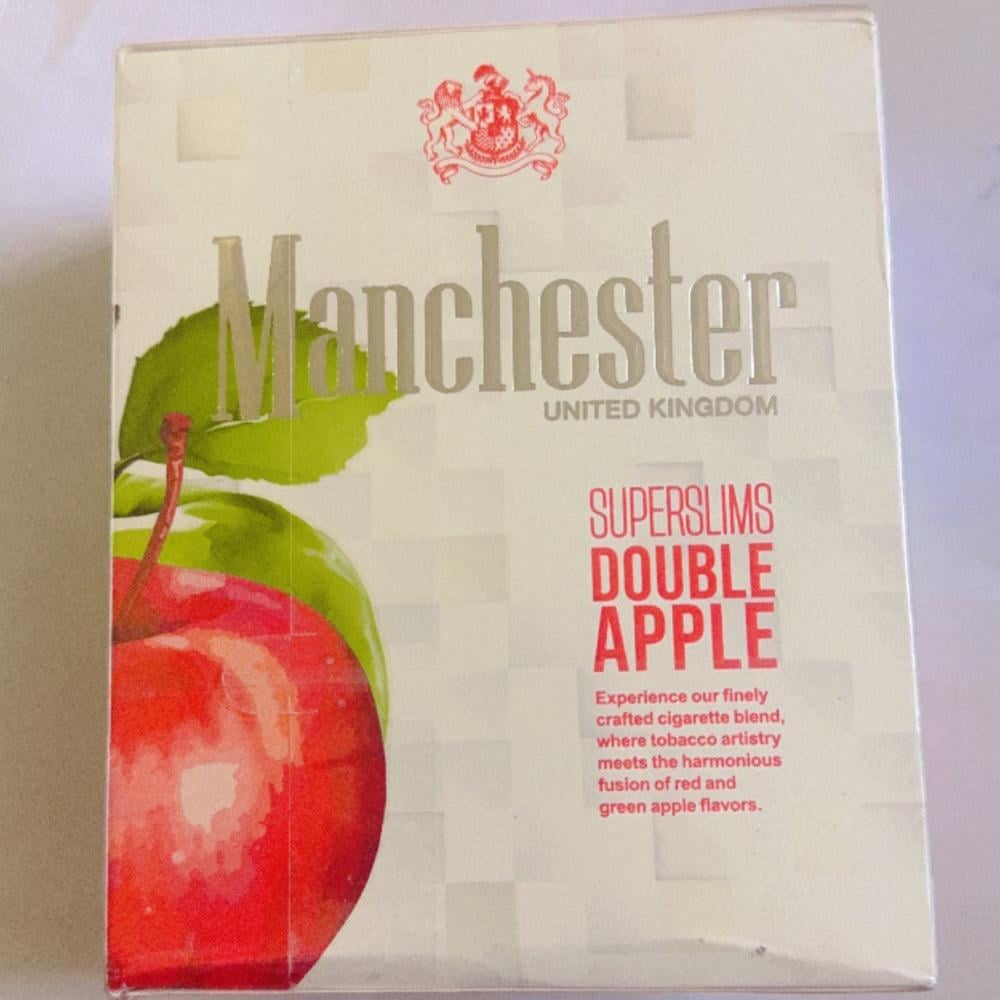 Manchester
UNITED KINGDOM
SUPERSLIMS
DOUBLE
APPLE
Experience our finely
crafted cigarette blend,
where tobacco artistry
meets the harmonious
fusion of red and
green apple flavors.